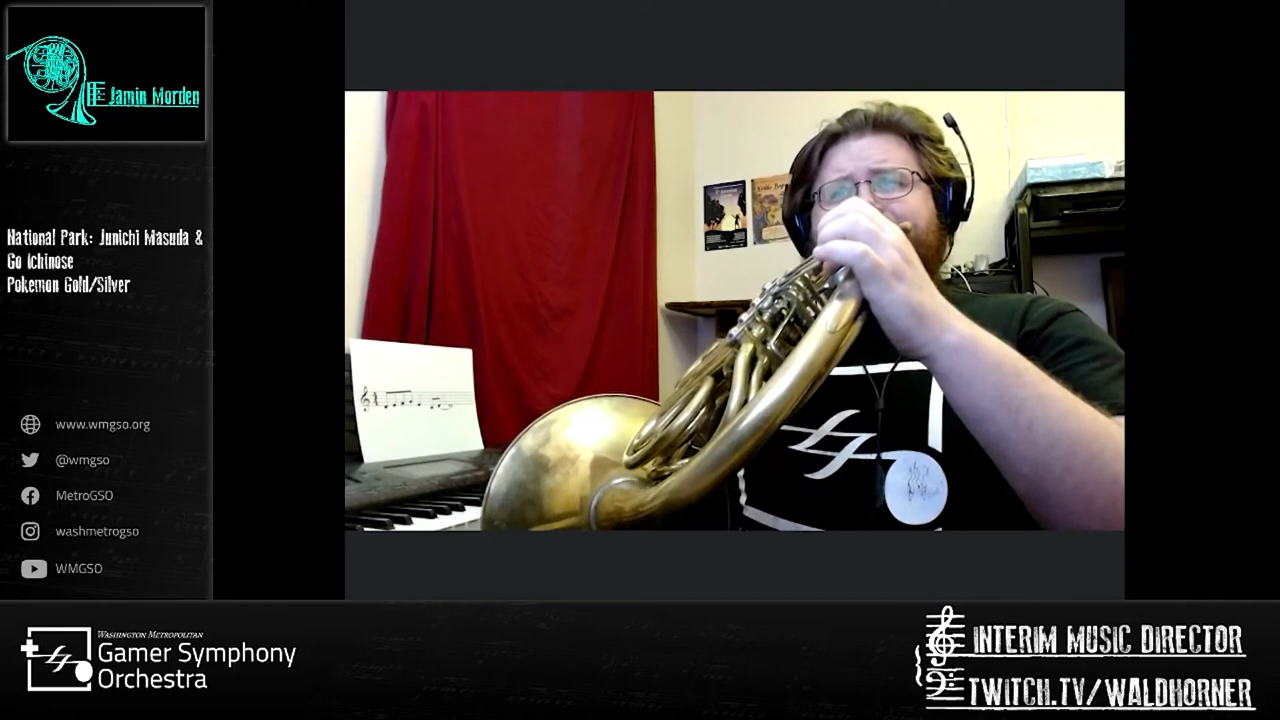 Jamin Morden
National Park: Junichi Masuda &
Go Ichinose
Pokemon Gold/Silver
www.wmgso.org
@wmgso
MetroGSO
washmetrogso
WMGSO
WASHINGTON METROPOLITAN
Gamer Symphony
Orchestra
INTERIM MUSIC DIRECTOR
TWITCH.TV/WALDHORNER